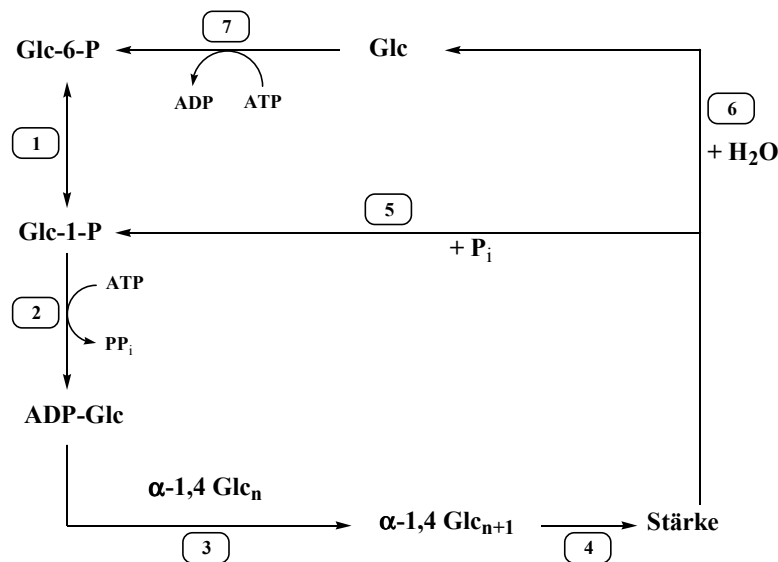 7
Glc-6-P
Glc
ADP
ATP
6
1
+ H₂O
5
Glc-1-P
+ Pᵢ
ATP
2
PPᵢ
ADP-Glc
α-1,4 Glcₙ
α-1,4 Glcₙ₊₁
Stärke
3
4